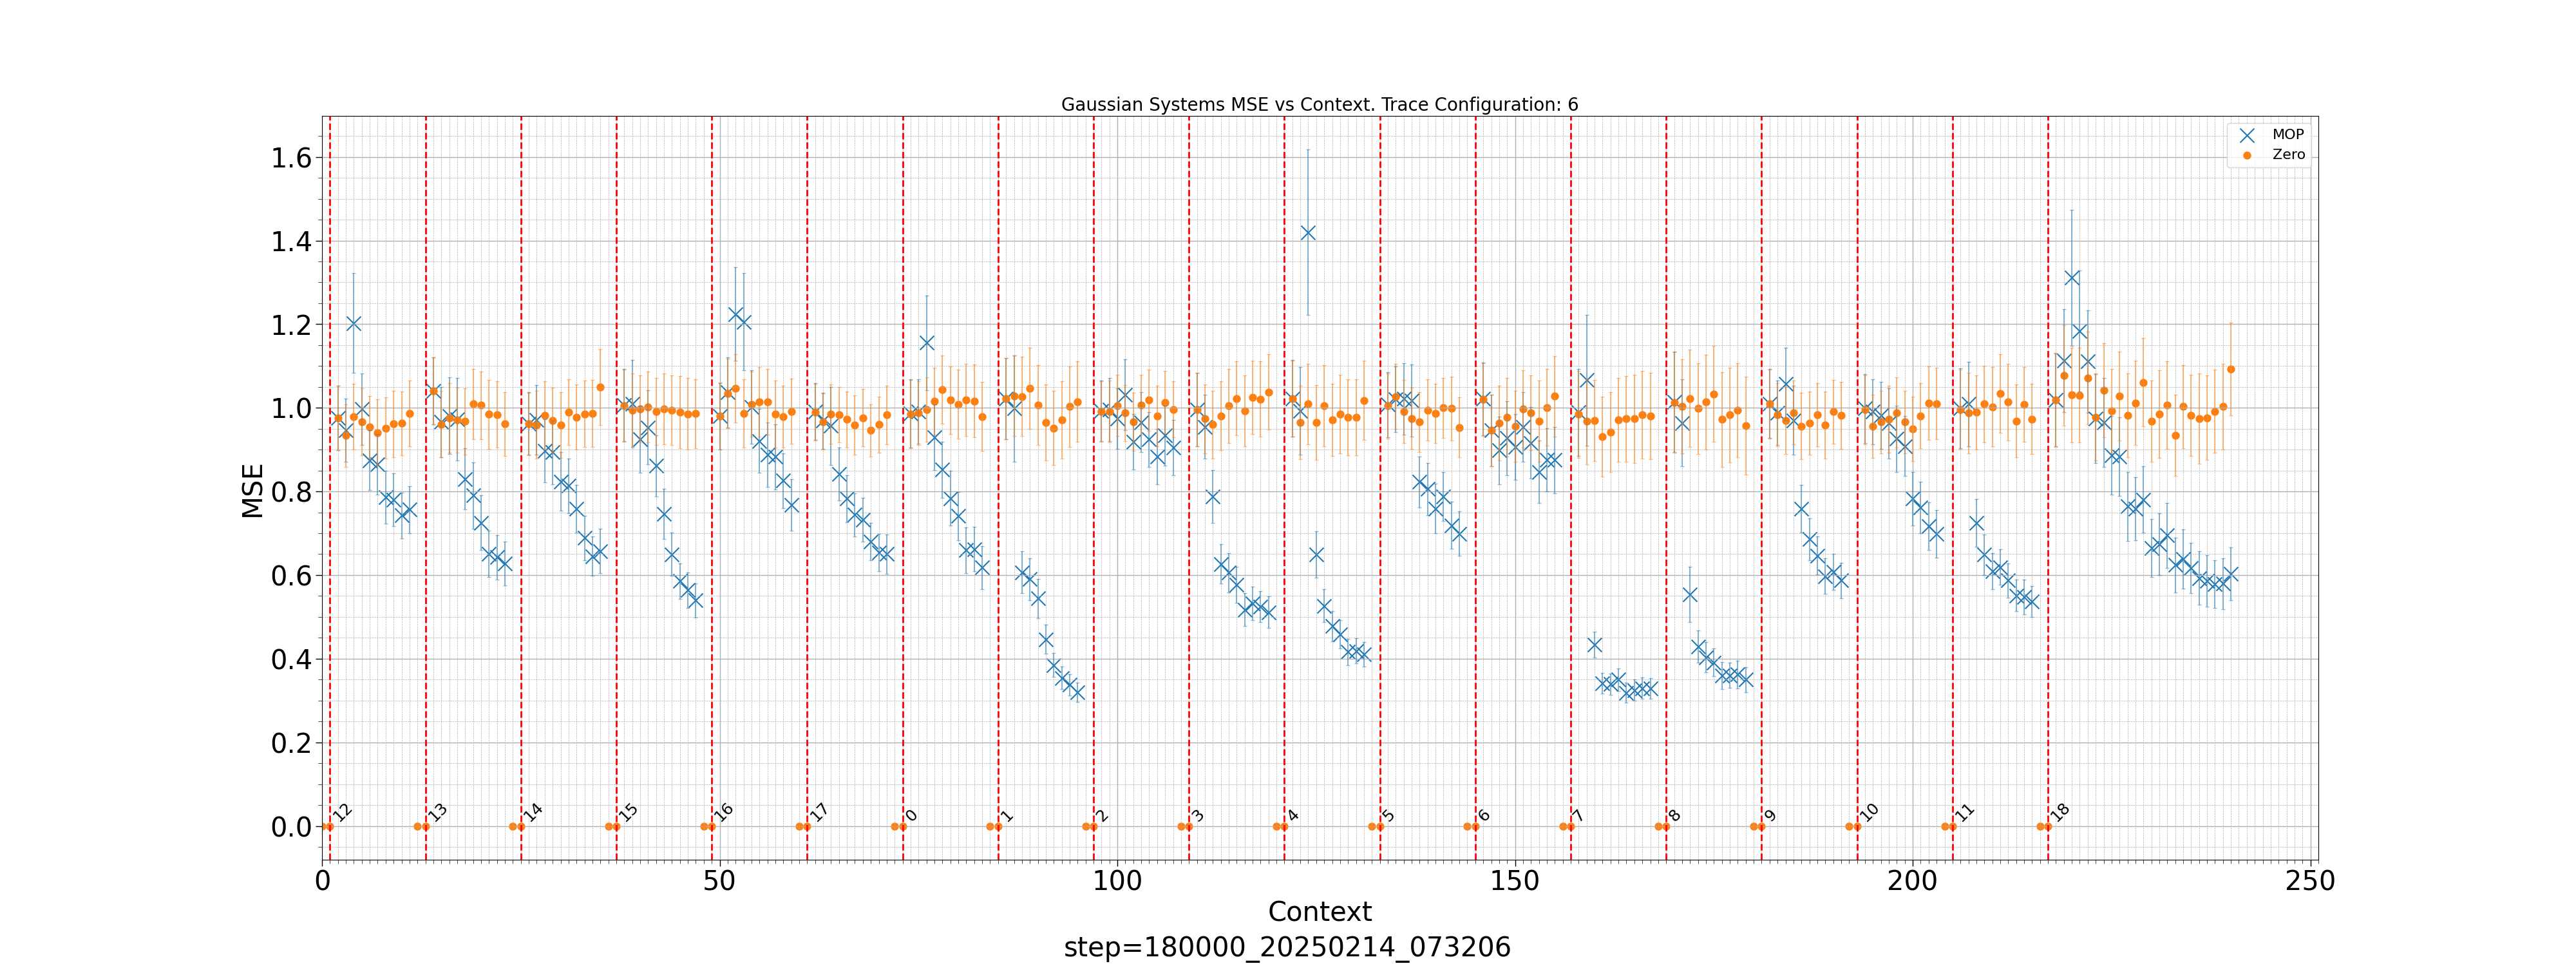 Gaussian Systems MSE vs Context. Trace Configuration: 6
MOP
Zero
MSE
1.6
1.4
1.2
1.0
0.8
0.6
0.4
0.2
0.0
12 13 14 15 16 17 0 1 2 3 4 5 6 7 8 9 10 11 18
0 50 100 150 200 250
Context
step=180000_20250214_073206